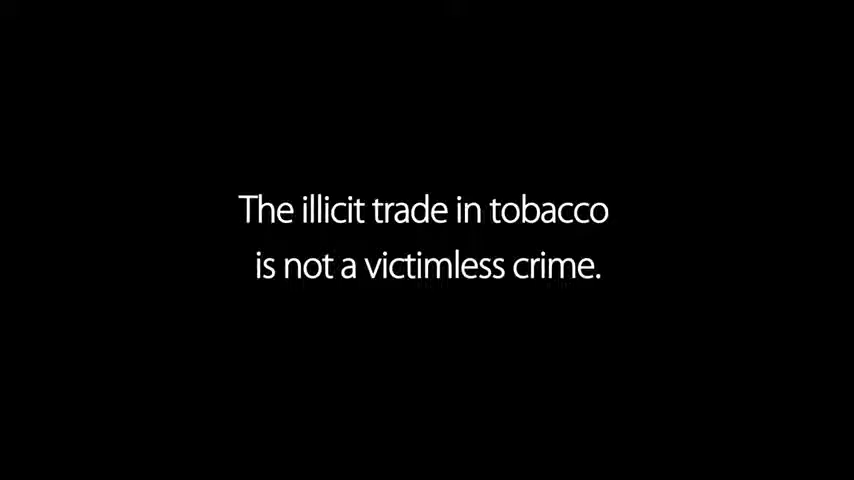 The illicit trade in tobacco
is not a victimless crime.